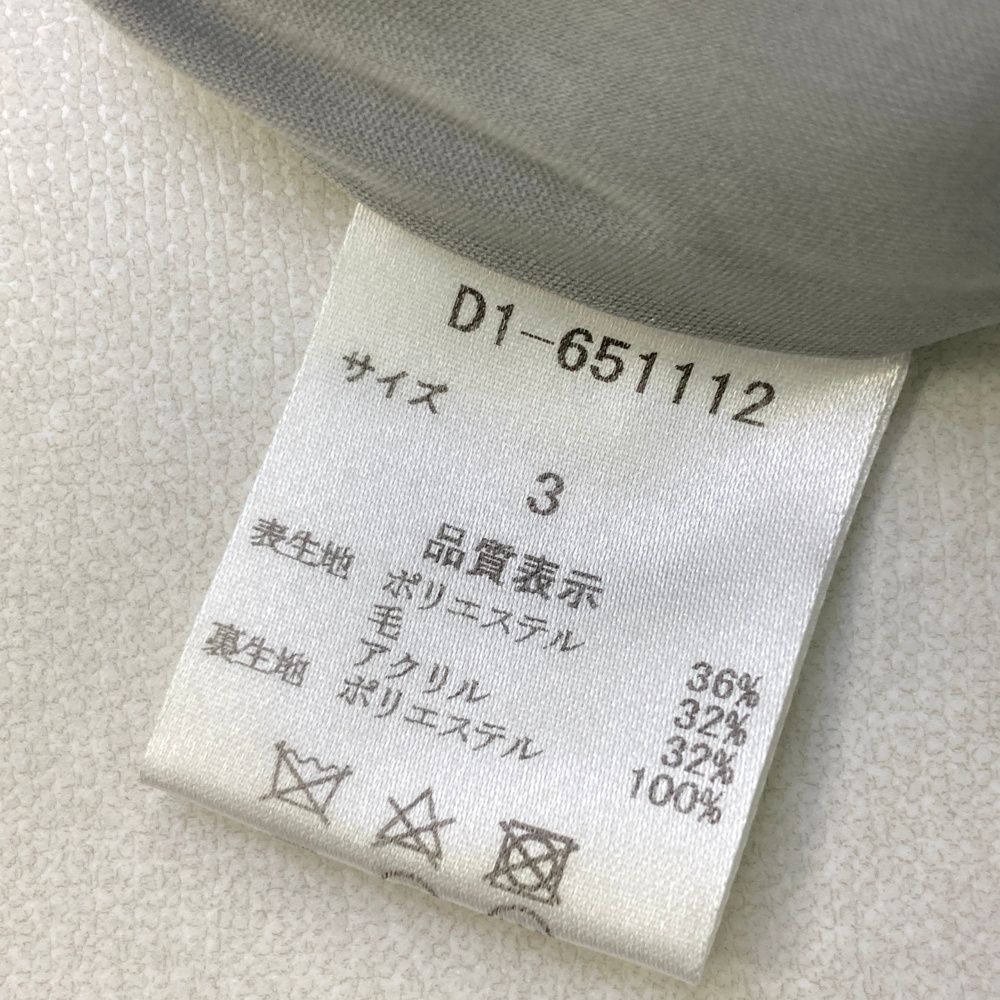 D1-651112
サイズ
3
品質表示
表生地 ポリエステル 36%
毛 32%
アクリル 32%
裏生地 ポリエステル 100%